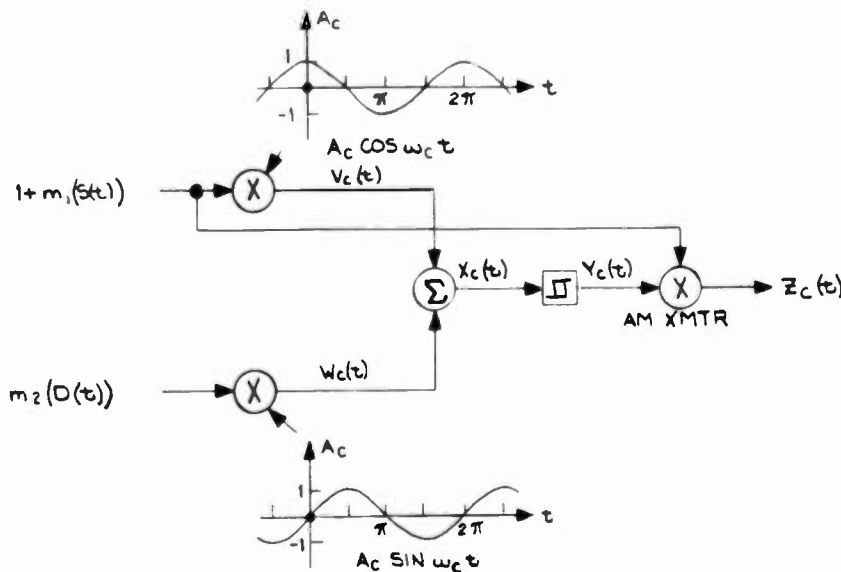 A_C
1
-1
π
2π
t
A_C COS ω_C t
1 + m_1(S(t))
X
V_C(t)
Σ
X_C(t)
Y_C(t)
X
Z_C(t)
AM XMTR
m_2(D(t))
X
W_C(t)
A_C
1
-1
π
2π
t
A_C SIN ω_C t